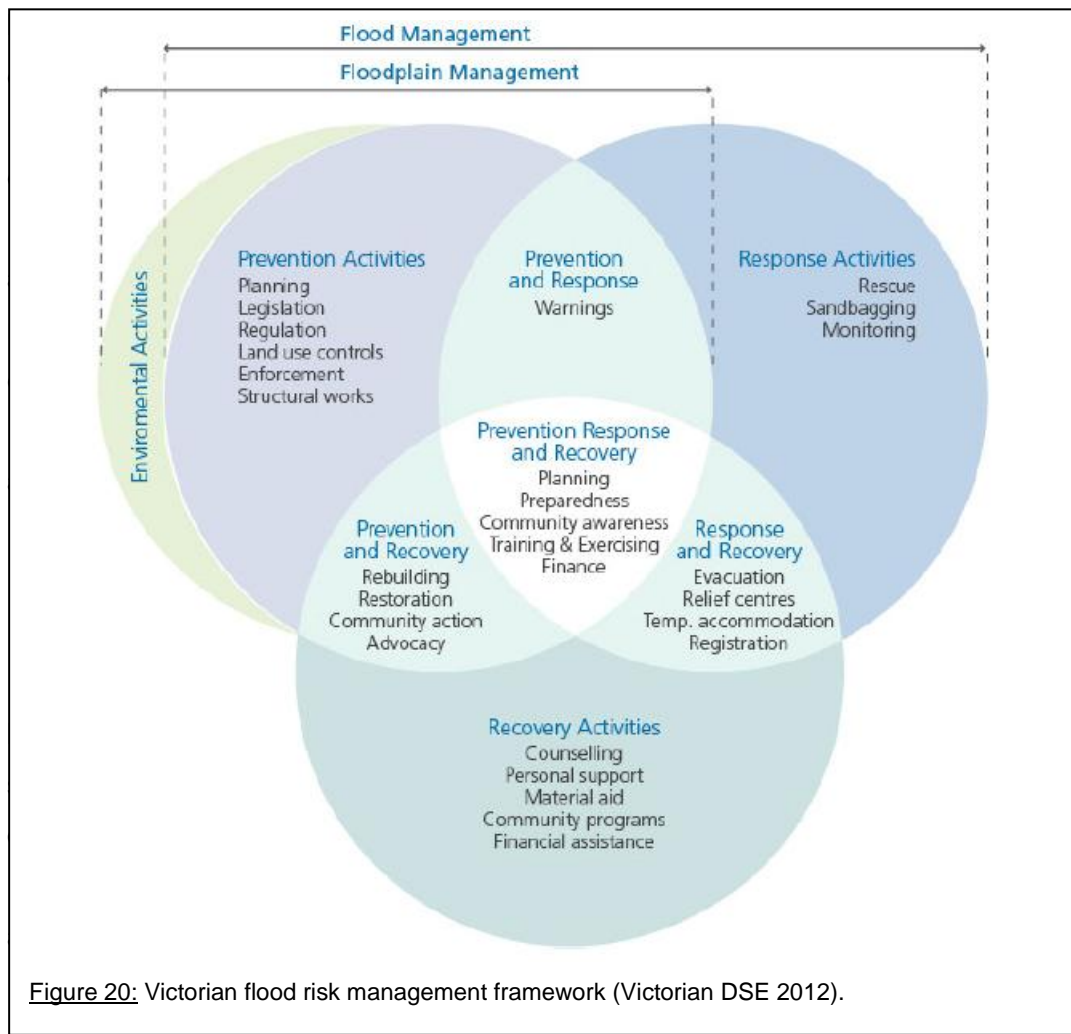 Flood Management
Floodplain Management
Enviromental Activities
Prevention Activities
Planning
Legislation
Regulation
Land use controls
Enforcement
Structural works
Prevention
and Response
Warnings
Response Activities
Rescue
Sandbagging
Monitoring
Prevention Response
and Recovery
Planning
Preparedness
Community awareness
Training & Exercising
Finance
Prevention
and Recovery
Rebuilding
Restoration
Community action
Advocacy
Response
and Recovery
Evacuation
Relief centres
Temp. accommodation
Registration
Recovery Activities
Counselling
Personal support
Material aid
Community programs
Financial assistance
Figure 20: Victorian flood risk management framework (Victorian DSE 2012).